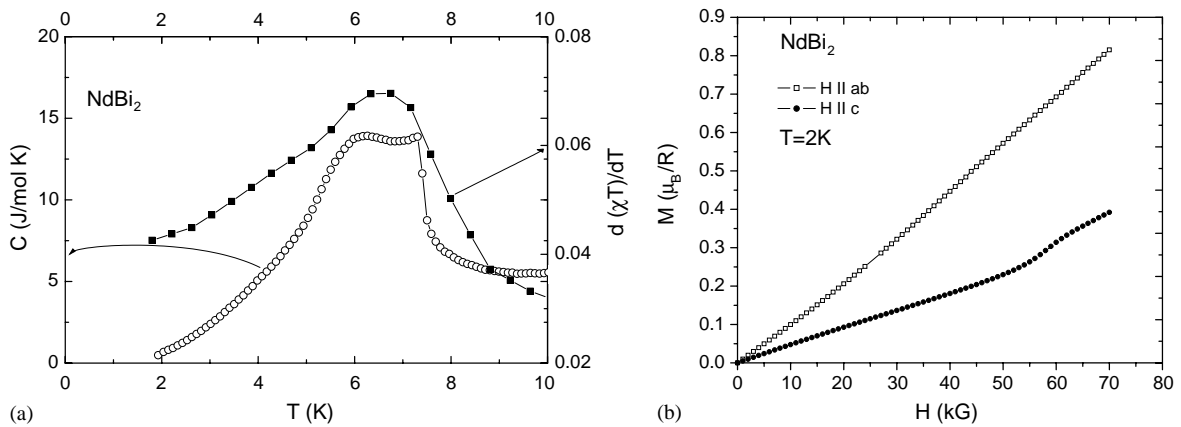 0 2 4 6 8 10
20 0.08
NdBi₂
15
0.06
C (J/mol K)
10
d (χT)/dT
0.04
5
0 0.02
0 2 4 6 8 10
(a) T (K)
0.9
NdBi₂
0.8
H II ab
0.7
H II c
0.6
T=2K
M (μB/R)
0.5
0.4
0.3
0.2
0.1
0.0
0 10 20 30 40 50 60 70 80
(b) H (kG)